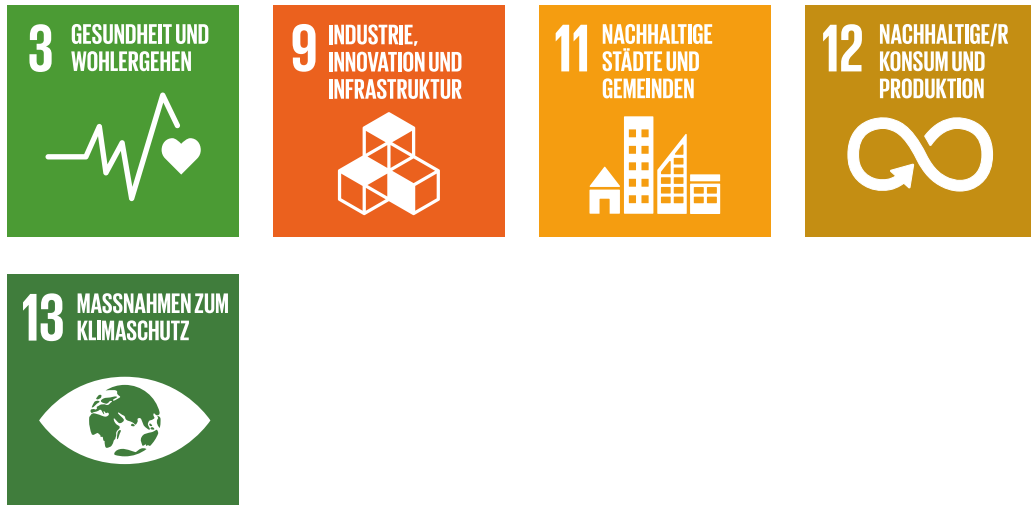 3 GESUNDHEIT UND
WOHLERGEHEN
9 INDUSTRIE,
INNOVATION UND
INFRASTRUKTUR
11 NACHHALTIGE
STÄDTE UND
GEMEINDEN
12 NACHHALTIGE/R
KONSUM UND
PRODUKTION
13 MASSNAHMEN ZUM
KLIMASCHUTZ